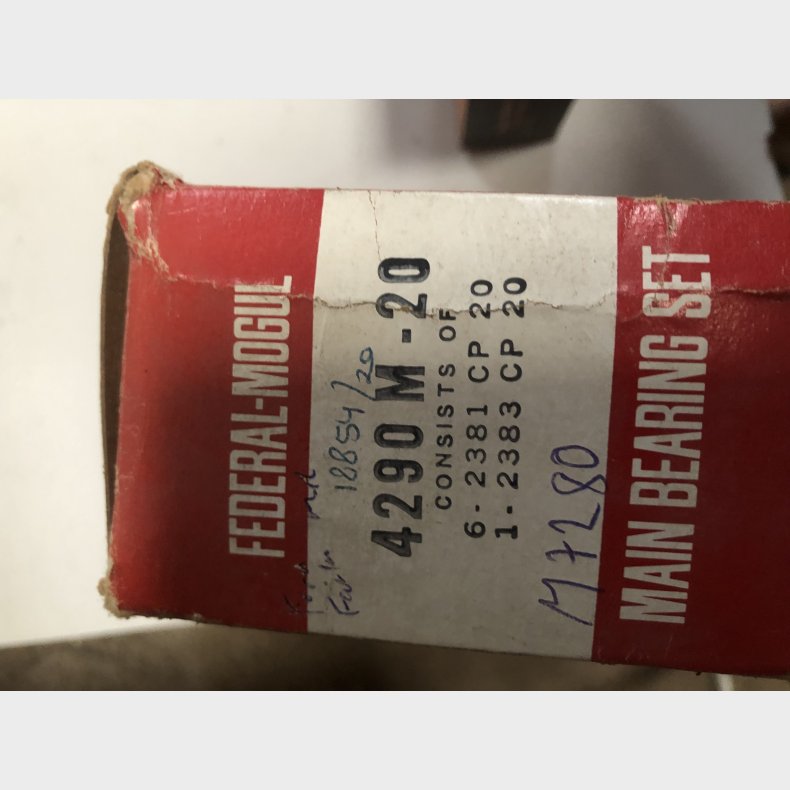 FEDERAL-MOGUL
18854/20
4290 M-20
CONSISTS OF
6-2381 CP 20
1-2383 CP 20
M7280
MAIN BEARING SET